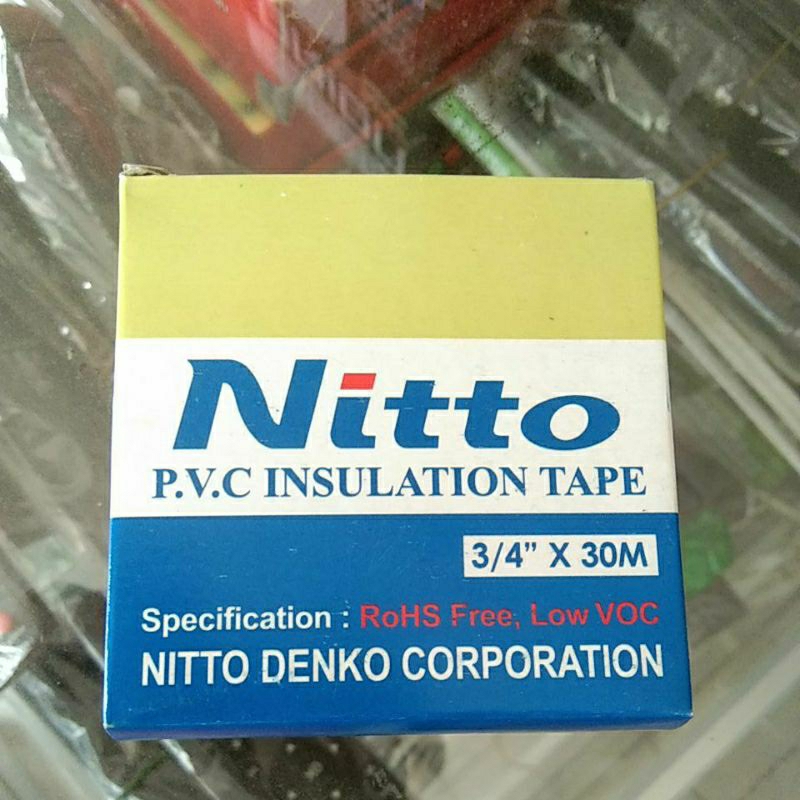 Nitto
P.V.C INSULATION TAPE
3/4" X 30M
Specification : RoHS Free, Low VOC
NITTO DENKO CORPORATION